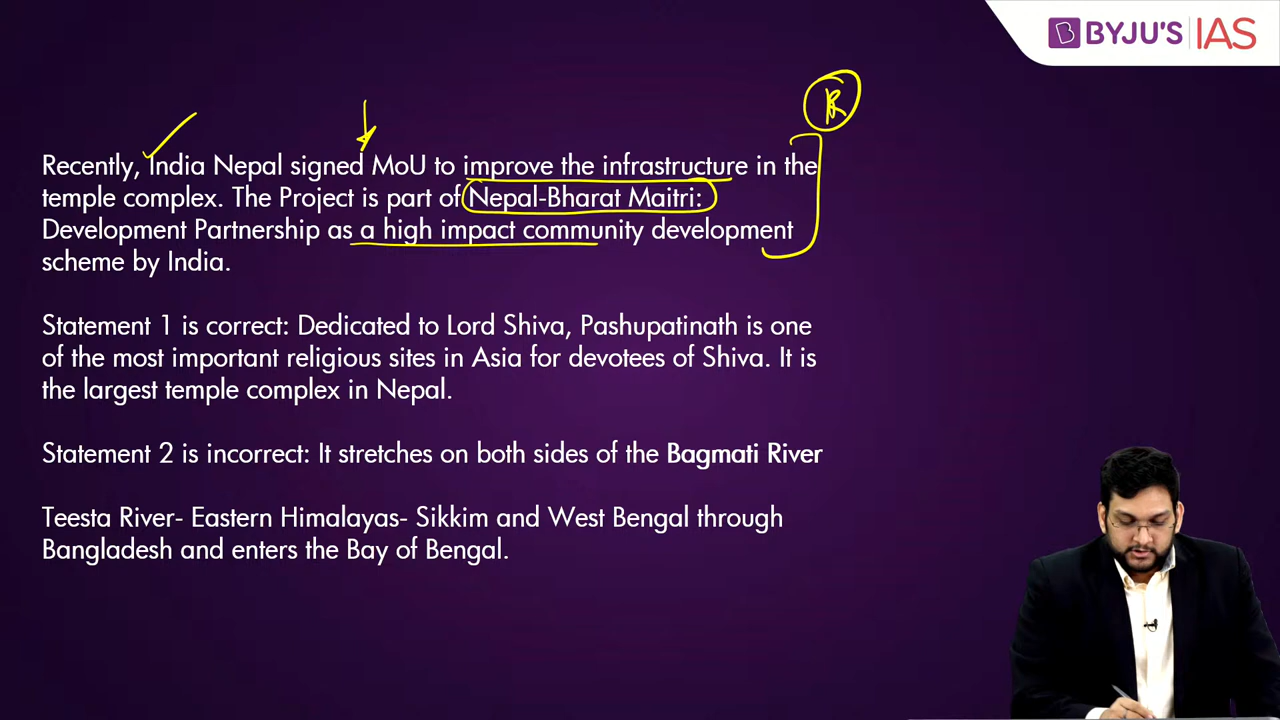 BYJU'S IAS
R
Recently, India Nepal signed MoU to improve the infrastructure in the
temple complex. The Project is part of Nepal-Bharat Maitri:
Development Partnership as a high impact community development
scheme by India.
Statement 1 is correct: Dedicated to Lord Shiva, Pashupatinath is one
of the most important religious sites in Asia for devotees of Shiva. It is
the largest temple complex in Nepal.
Statement 2 is incorrect: It stretches on both sides of the Bagmati River
Teesta River- Eastern Himalayas- Sikkim and West Bengal through
Bangladesh and enters the Bay of Bengal.